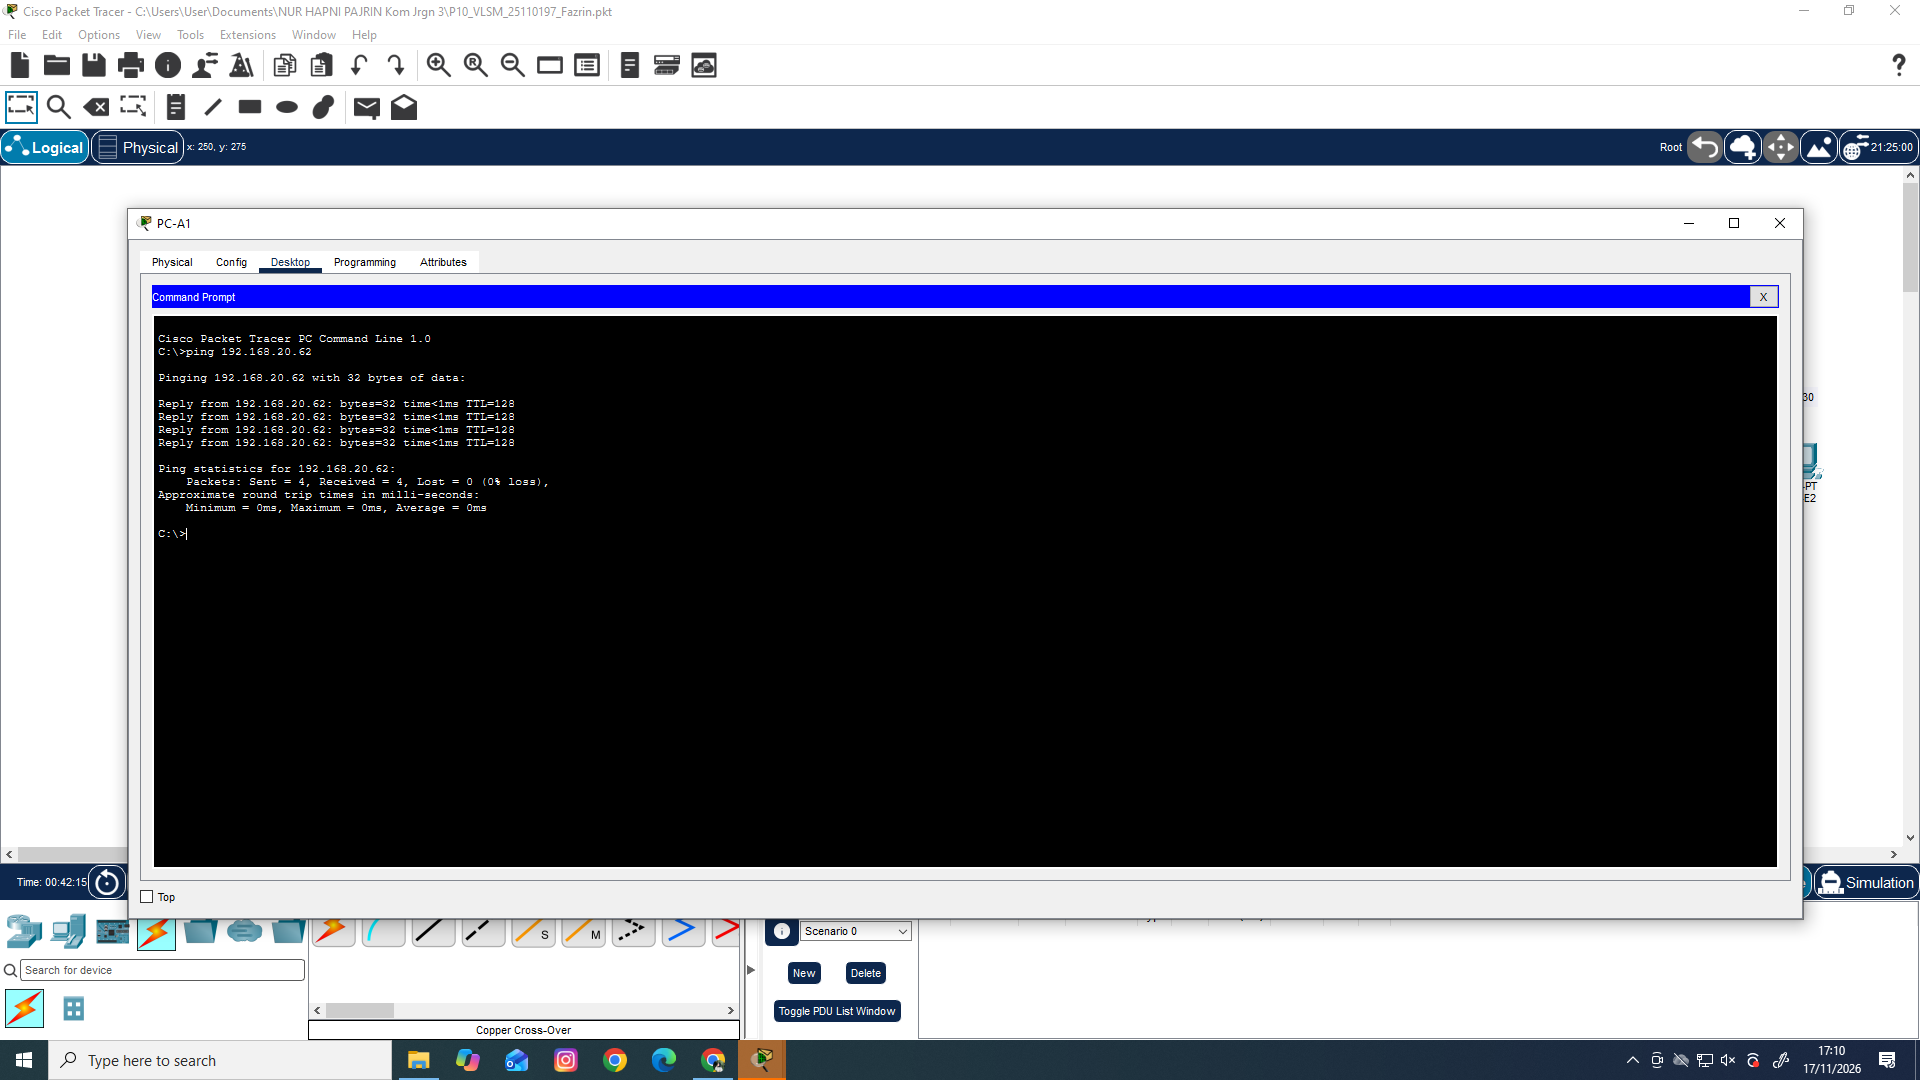 Cisco Packet Tracer - C:\Users\User\Documents\NUR HAPNI PAJRIN Kom Jrgn 3\P10_VLSM_25110197_Fazrin.pkt
File Edit Options View Tools Extensions Window Help
Logical Physical x: 250, y: 275 Root 21:25:00
PC-A1
Physical Config Desktop Programming Attributes
Command Prompt X
Cisco Packet Tracer PC Command Line 1.0
C:\>ping 192.168.20.62
Pinging 192.168.20.62 with 32 bytes of data:
Reply from 192.168.20.62: bytes=32 time<1ms TTL=128
Reply from 192.168.20.62: bytes=32 time<1ms TTL=128
Reply from 192.168.20.62: bytes=32 time<1ms TTL=128
Reply from 192.168.20.62: bytes=32 time<1ms TTL=128
Ping statistics for 192.168.20.62:
Packets: Sent = 4, Received = 4, Lost = 0 (0% loss),
Approximate round trip times in milli-seconds:
Minimum = 0ms, Maximum = 0ms, Average = 0ms
C:\>
30
-PT
E2
Top
Time: 00:42:15 Simulation
S M
Scenario 0
Search for device
New Delete
Toggle PDU List Window
Copper Cross-Over
Type here to search
17:10
17/11/2026